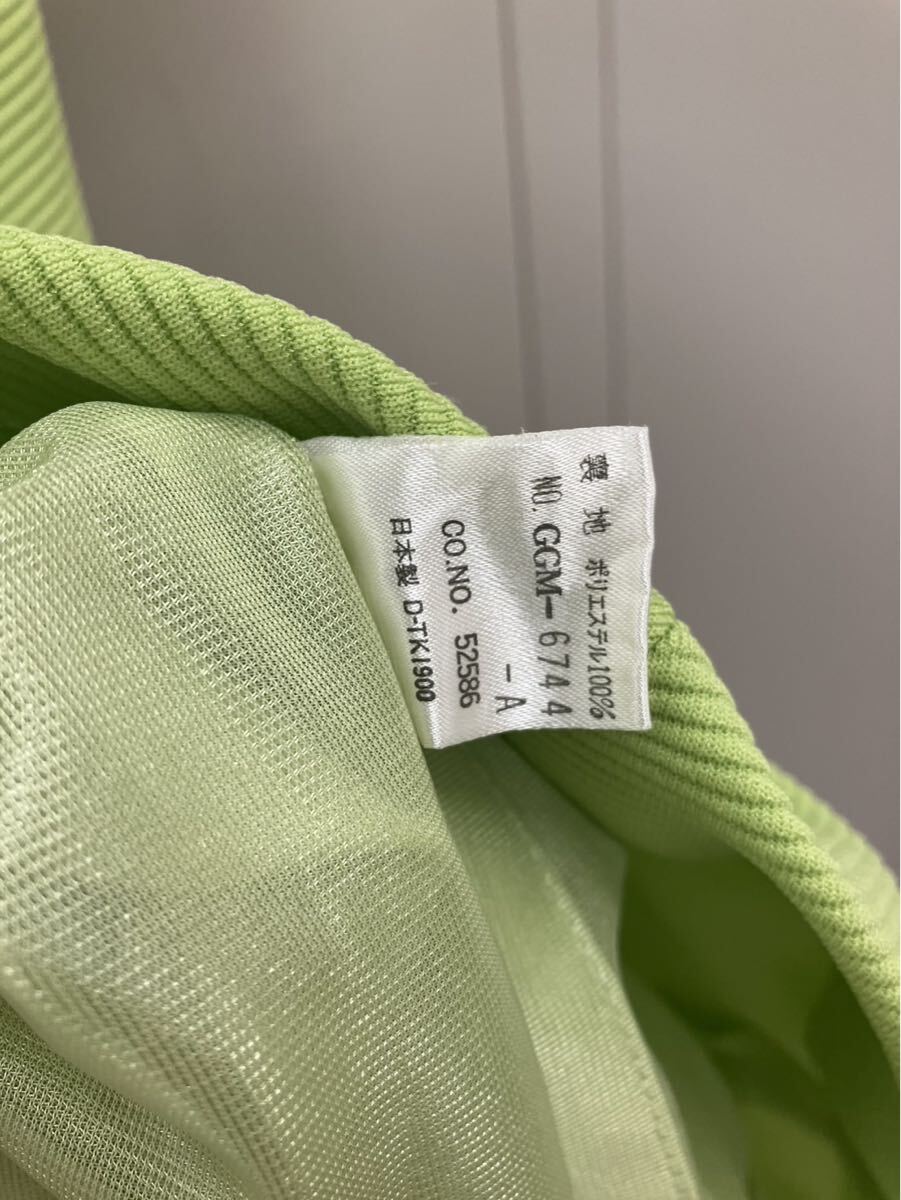 裏地 ポリエステル100%
NO. GGM-6744
-A
CO.NO. 52586
日本製 D-TK1900